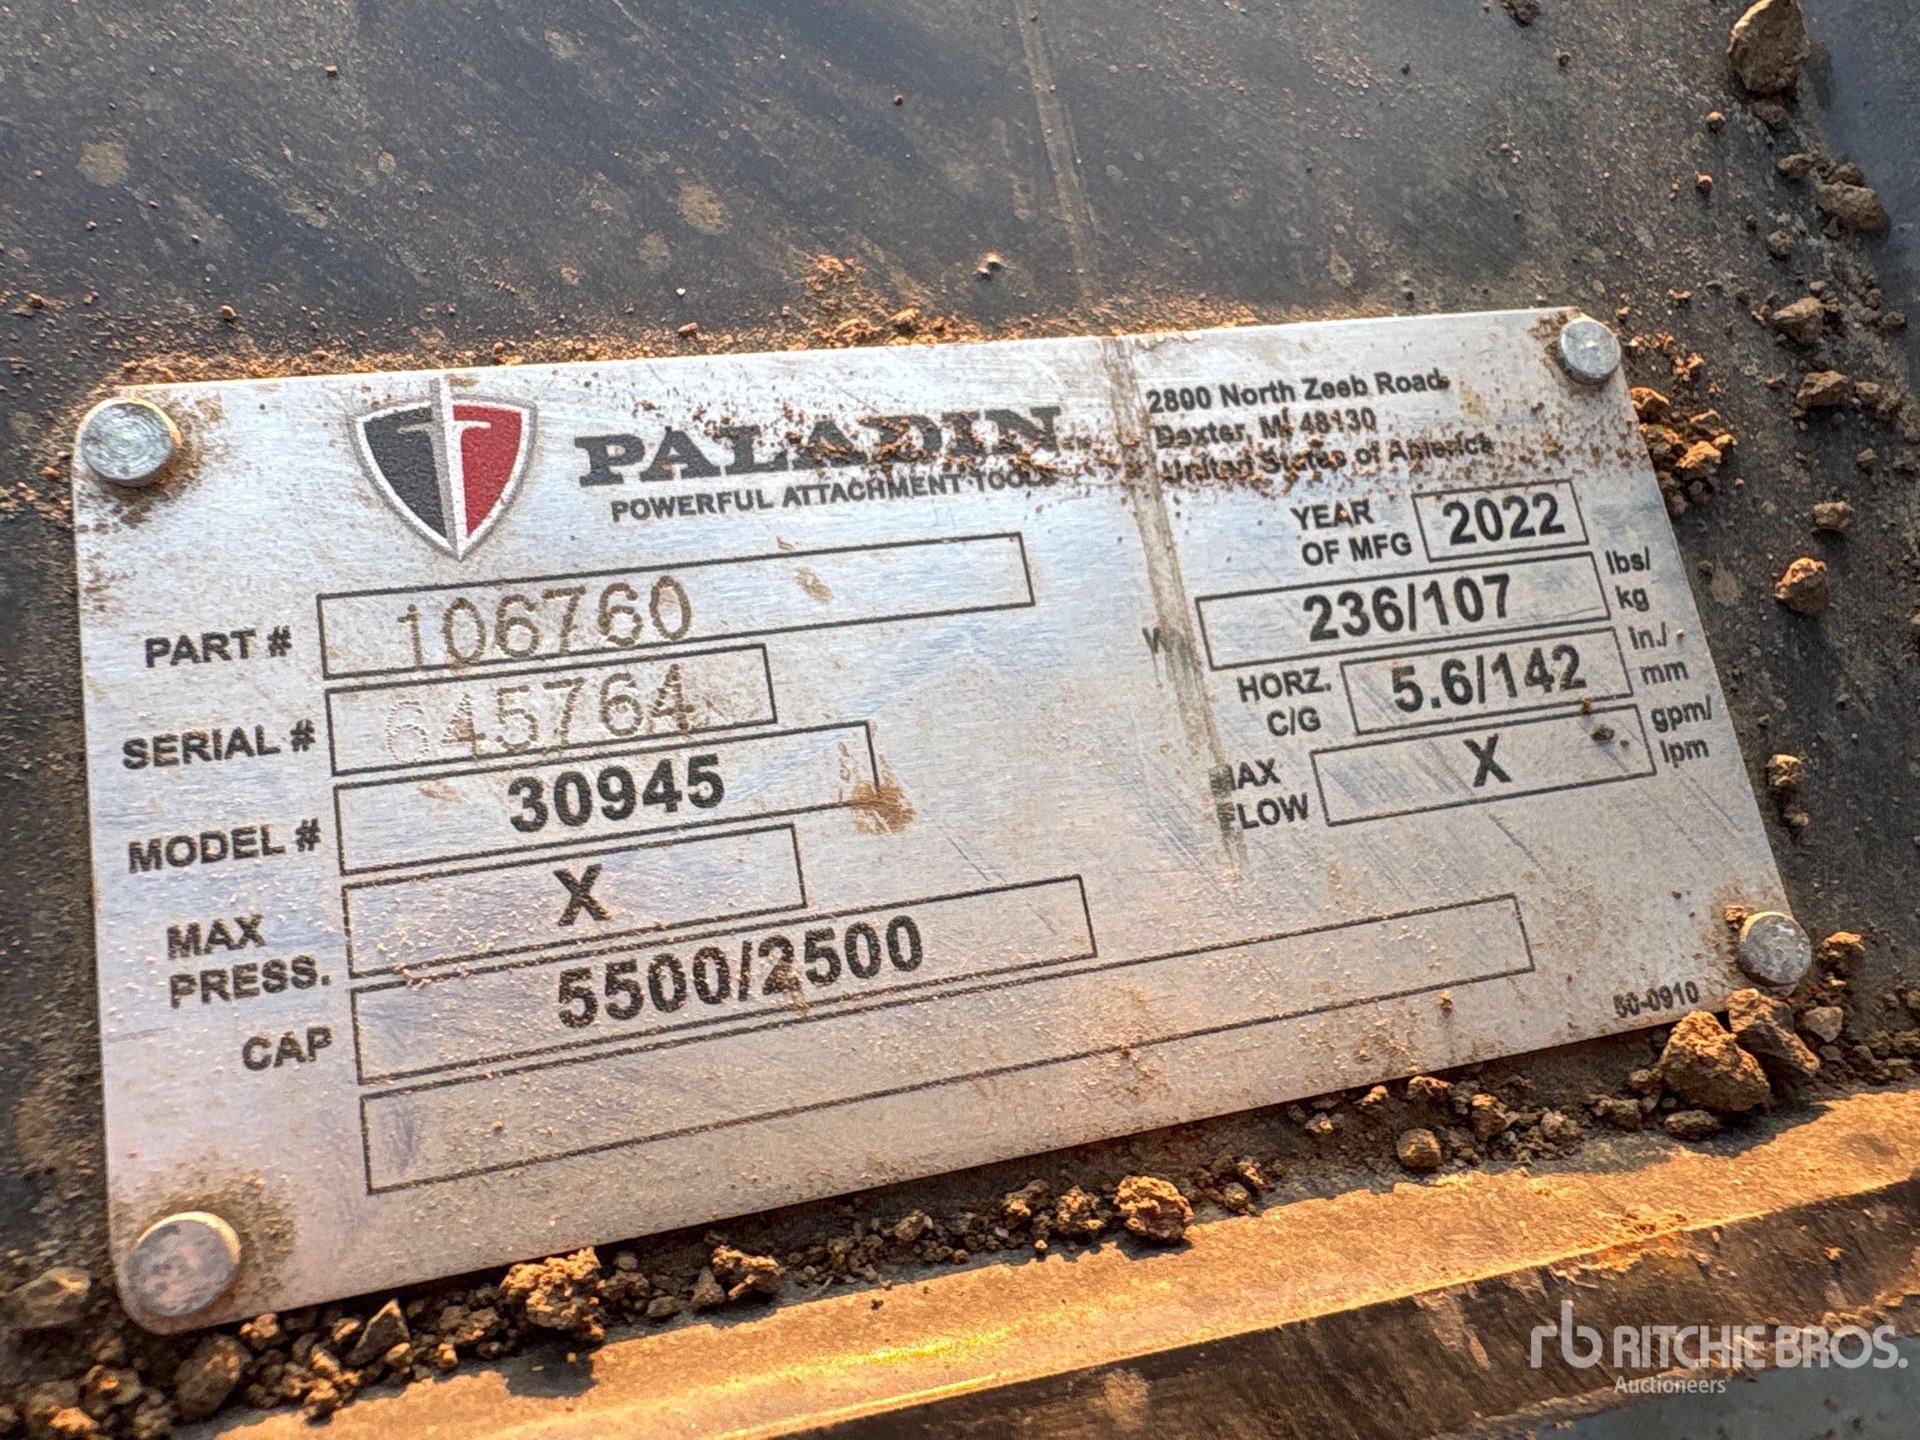 PALADIN
POWERFUL ATTACHMENT TOOLS
2800 North Zeeb Road
Dexter, MI 48130
United States of America
YEAR
OF MFG 2022
PART # 106760
236/107 lbs/
kg
SERIAL # 645764
HORZ.
C/G 5.6/142 in./
mm
MODEL # 30945
MAX
FLOW X gpm/
lpm
MAX
PRESS. X
CAP 5500/2500
50-0910
rb RITCHIE BROS.
Auctioneers